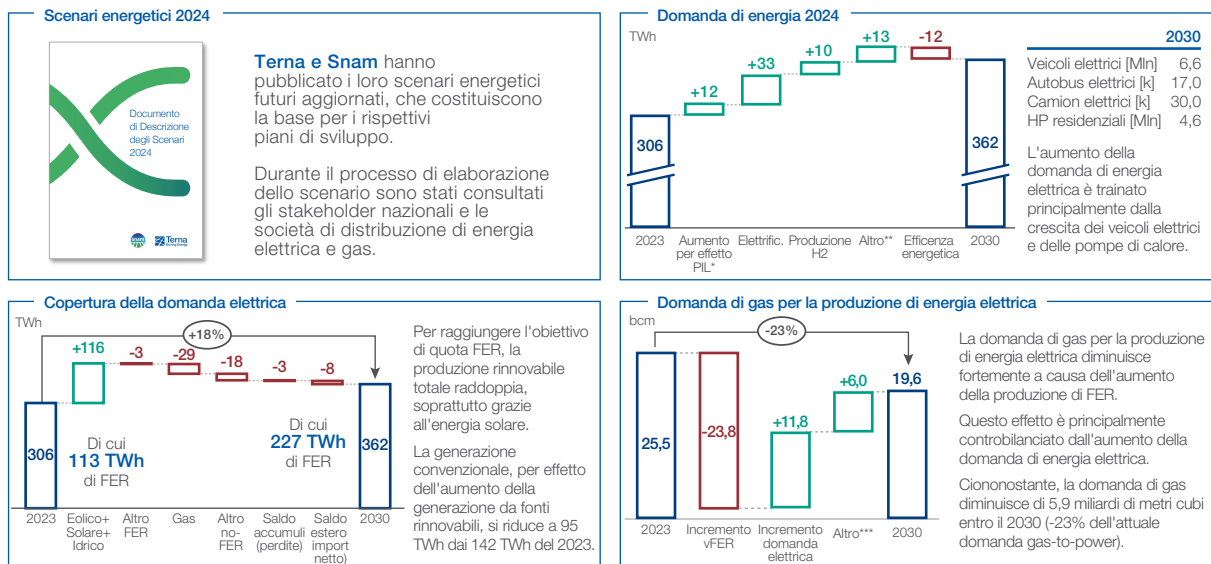 Scenari energetici 2024
Documento
di Descrizione
degli Scenari
2024
snam
Terna
Terna e Snam hanno
pubblicato i loro scenari energetici
futuri aggiornati, che costituiscono
la base per i rispettivi
piani di sviluppo.
Durante il processo di elaborazione
dello scenario sono stati consultati
gli stakeholder nazionali e le
società di distribuzione di energia
elettrica e gas.
Domanda di energia 2024
TWh
306
+12
+33
+10
+13
-12
362
2023
Aumento
per effetto
PIL*
Elettrific.
Produzione
H2
Altro**
Efficenza
energetica
2030
2030
Veicoli elettrici [Mln] 6,6
Autobus elettrici [k] 17,0
Camion elettrici [k] 30,0
HP residenziali [Mln] 4,6
L'aumento della
domanda di energia
elettrica è trainato
principalmente dalla
crescita dei veicoli elettrici
e delle pompe di calore.
Copertura della domanda elettrica
TWh
+18%
306
+116
-3
-29
-18
-3
-8
362
Di cui
113 TWh
di FER
Di cui
227 TWh
di FER
2023
Eolico+
Solare+
Idrico
Altro
FER
Gas
Altro
no-
FER
Saldo
accumuli
(perdite)
Saldo
estero
import
netto)
2030
Per raggiungere l'obiettivo
di quota FER, la
produzione rinnovabile
totale raddoppia,
soprattutto grazie
all'energia solare.
La generazione
convenzionale, per effetto
dell'aumento della
generazione da fonti
rinnovabili, si riduce a 95
TWh dai 142 TWh del 2023.
Domanda di gas per la produzione di energia elettrica
bcm
-23%
25,5
-23,8
+11,8
+6,0
19,6
2023
Incremento
vFER
Incremento
domanda
elettrica
Altro***
2030
La domanda di gas per la produzione
di energia elettrica diminuisce
fortemente a causa dell'aumento
della produzione di FER.
Questo effetto è principalmente
controbilanciato dall'aumento della
domanda di energia elettrica.
Ciononostante, la domanda di gas
diminuisce di 5,9 miliardi di metri cubi
entro il 2030 (-23% dell'attuale
domanda gas-to-power).